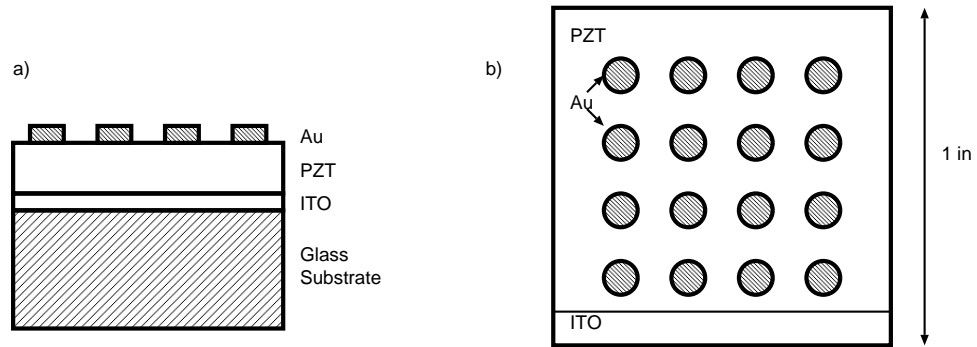 a)
Au
PZT
ITO
Glass
Substrate
b)
PZT
Au
ITO
1 in